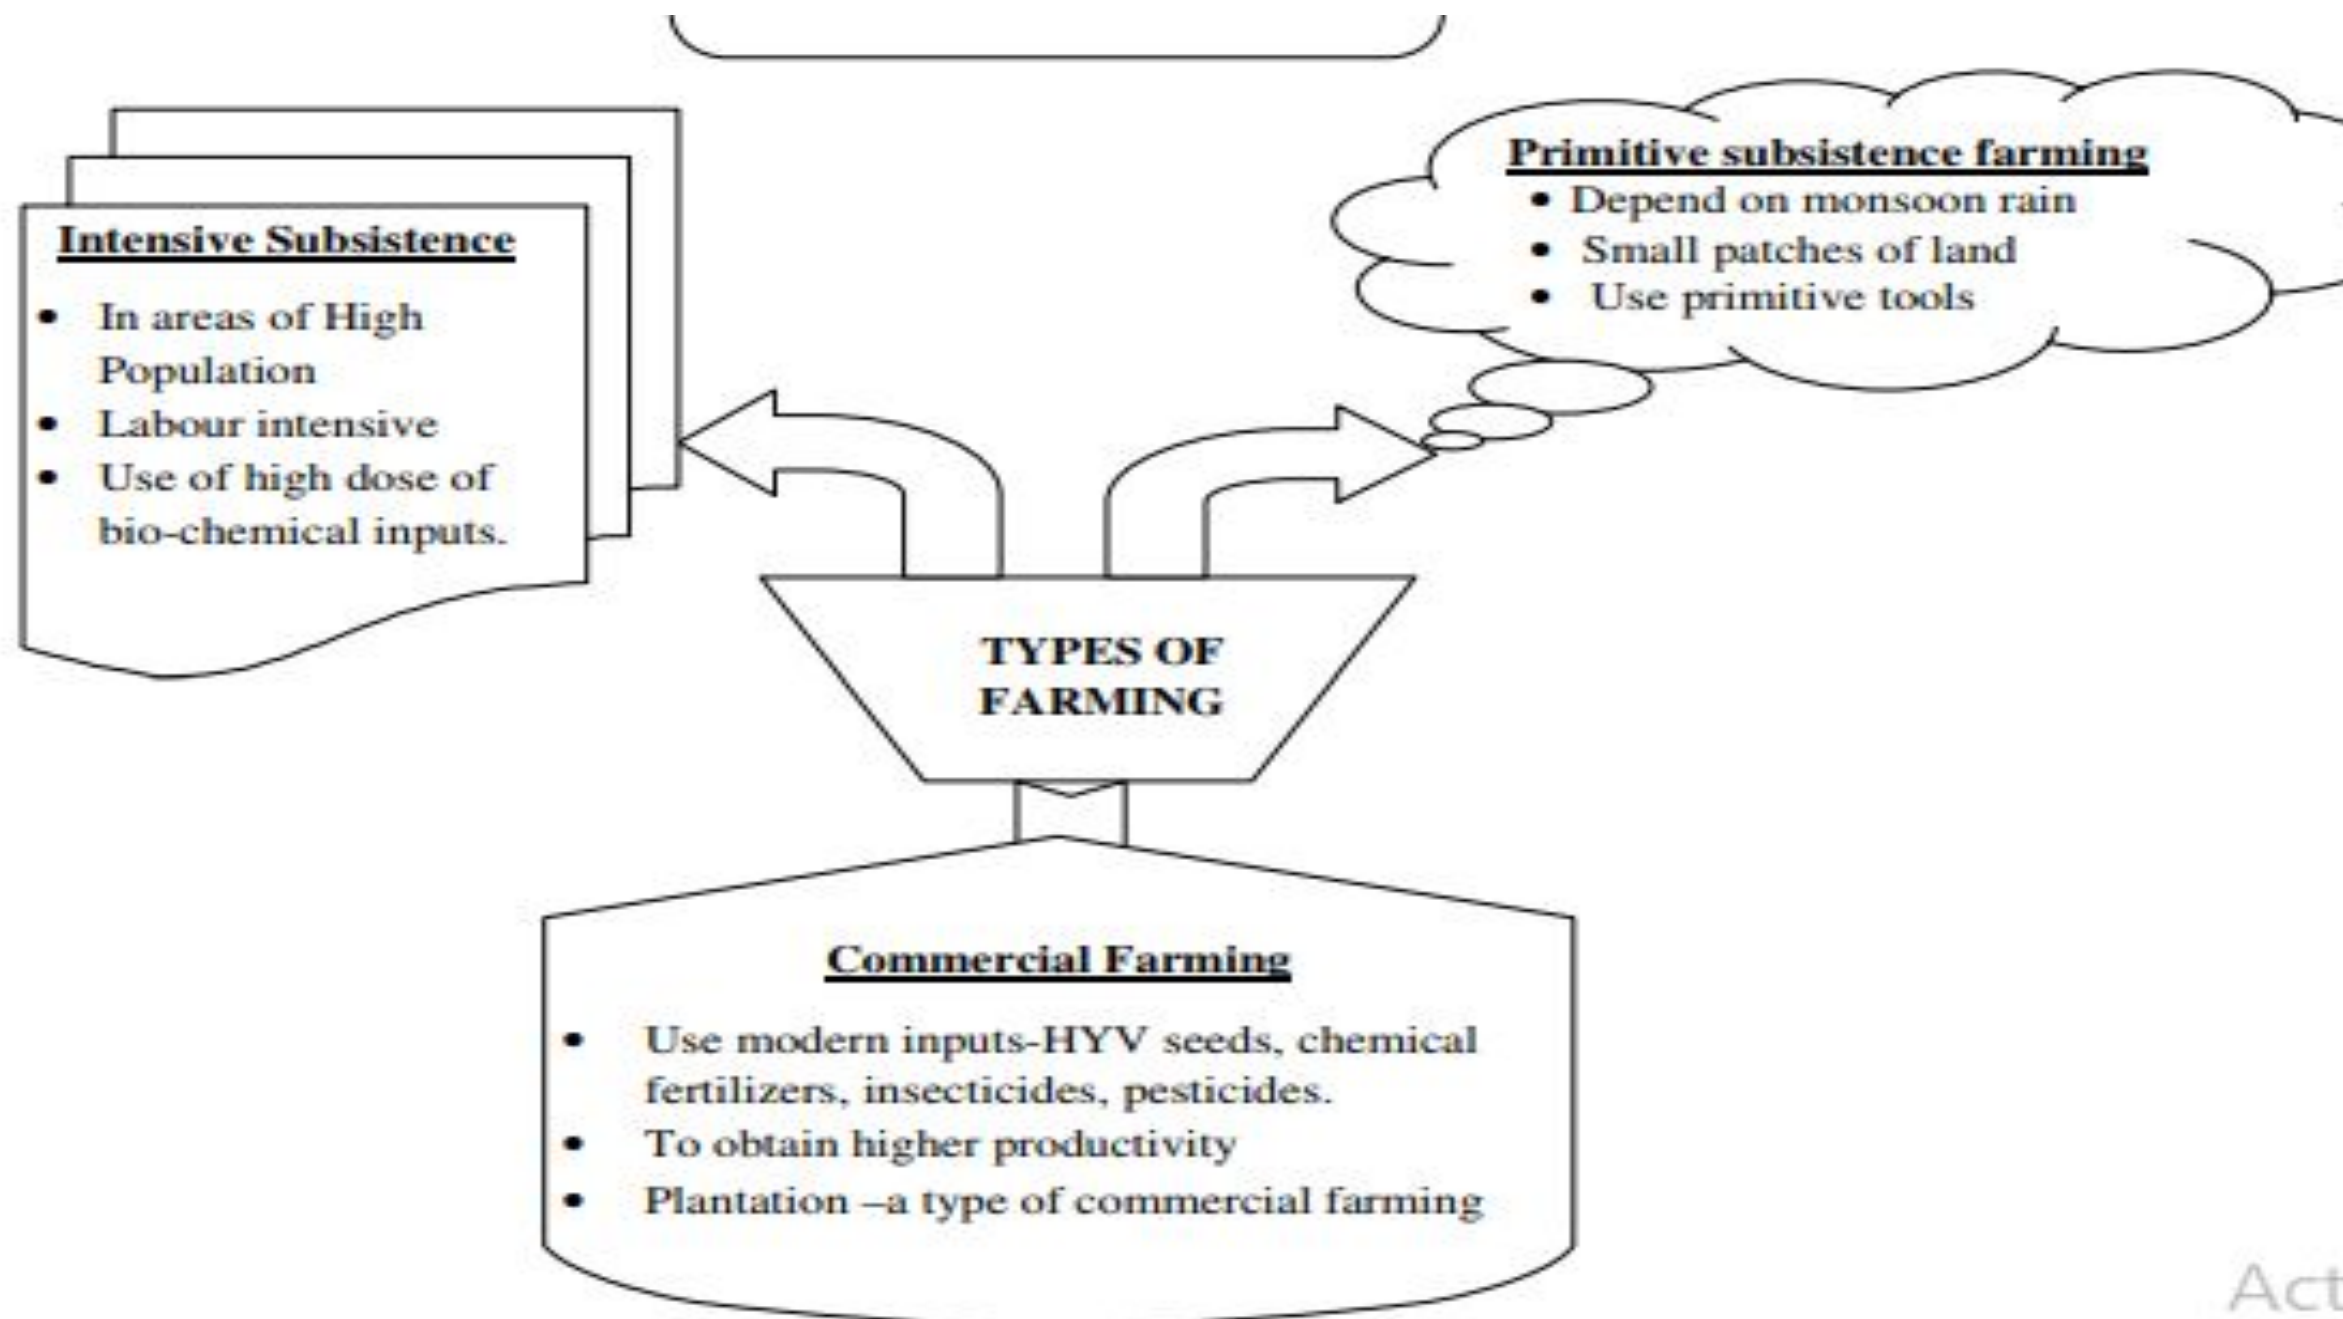 Intensive Subsistence
• In areas of High
Population
• Labour intensive
• Use of high dose of
bio-chemical inputs.
Primitive subsistence farming
• Depend on monsoon rain
• Small patches of land
• Use primitive tools
TYPES OF
FARMING
Commercial Farming
• Use modern inputs-HYV seeds, chemical
fertilizers, insecticides, pesticides.
• To obtain higher productivity
• Plantation –a type of commercial farming
Act